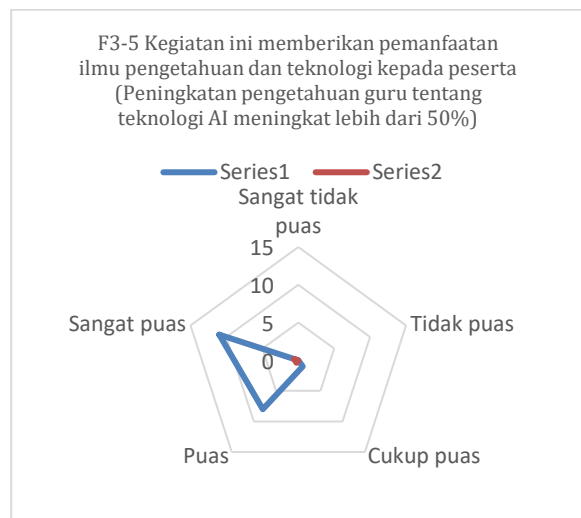 F3-5 Kegiatan ini memberikan pemanfaatan
ilmu pengetahuan dan teknologi kepada peserta
(Peningkatan pengetahuan guru tentang
teknologi AI meningkat lebih dari 50%)
Series1 Series2
Sangat tidak
puas
15
10
5
0
Tidak puas
Cukup puas
Puas
Sangat puas